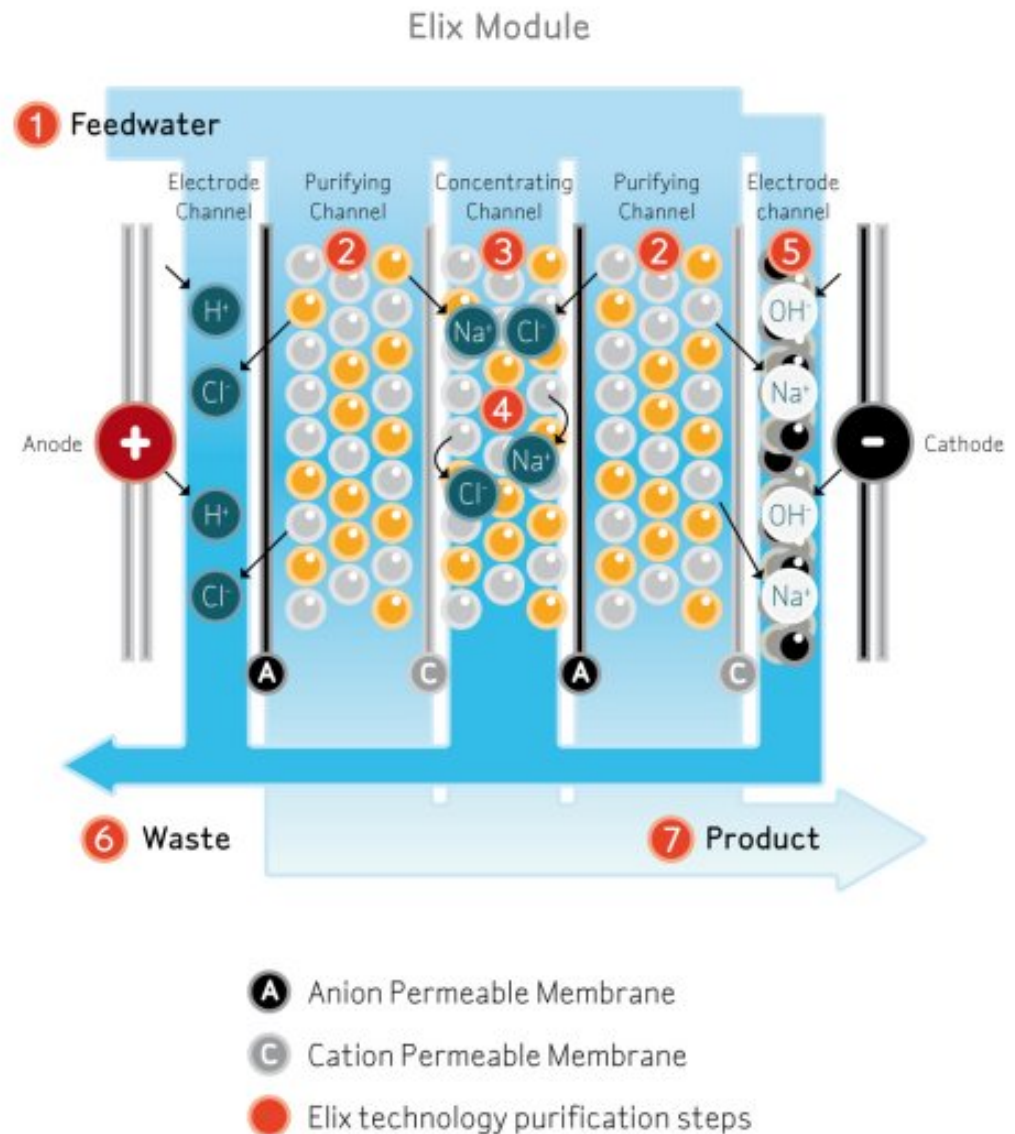 Elix Module
1 Feedwater
Electrode
Channel
Purifying
Channel
Concentrating
Channel
Purifying
Channel
Electrode
channel
2
3
2
5
H⁺
Na⁺
Cl⁻
OH⁻
Cl⁻
Na⁺
4
Anode
+
-
Cathode
Na⁺
Cl⁻
H⁺
OH⁻
Cl⁻
Na⁺
A
C
A
C
6 Waste
7 Product
A Anion Permeable Membrane
C Cation Permeable Membrane
Elix technology purification steps